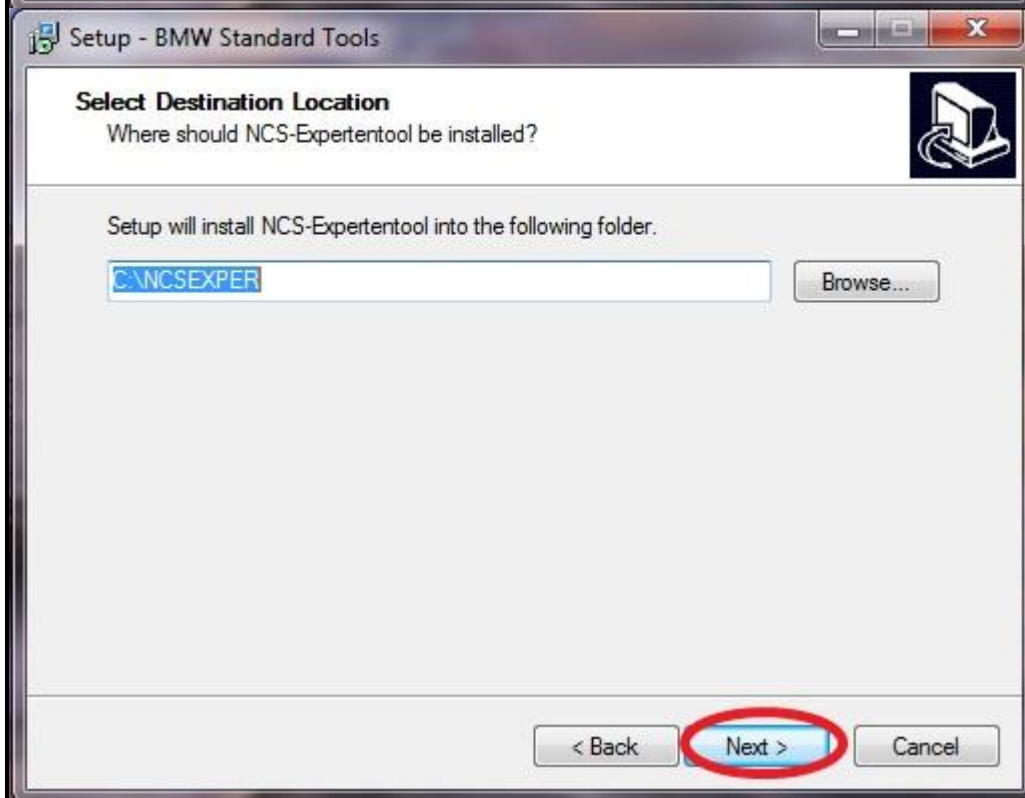 Setup - BMW Standard Tools
Select Destination Location
Where should NCS-Expertentool be installed?
Setup will install NCS-Expertentool into the following folder.
C:\NCSEXPER
Browse...
< Back
Next >
Cancel